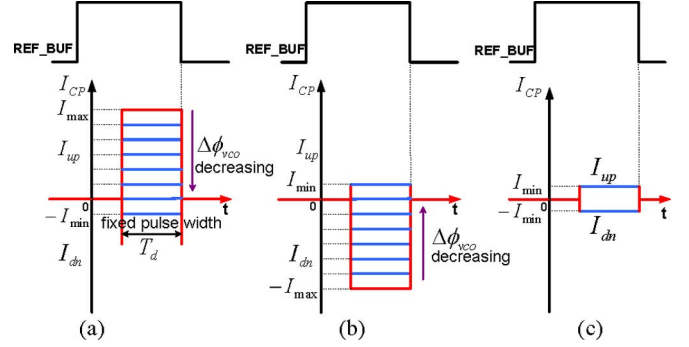 REF_BUF
I_CP
I_max
I_up
Δφ_vco
decreasing
0
t
−I_min
fixed pulse width
T_d
I_dn
(a)
REF_BUF
I_CP
I_up
I_min
0
t
Δφ_vco
decreasing
I_dn
−I_max
(b)
REF_BUF
I_CP
I_min
I_up
0
t
−I_min
I_dn
(c)